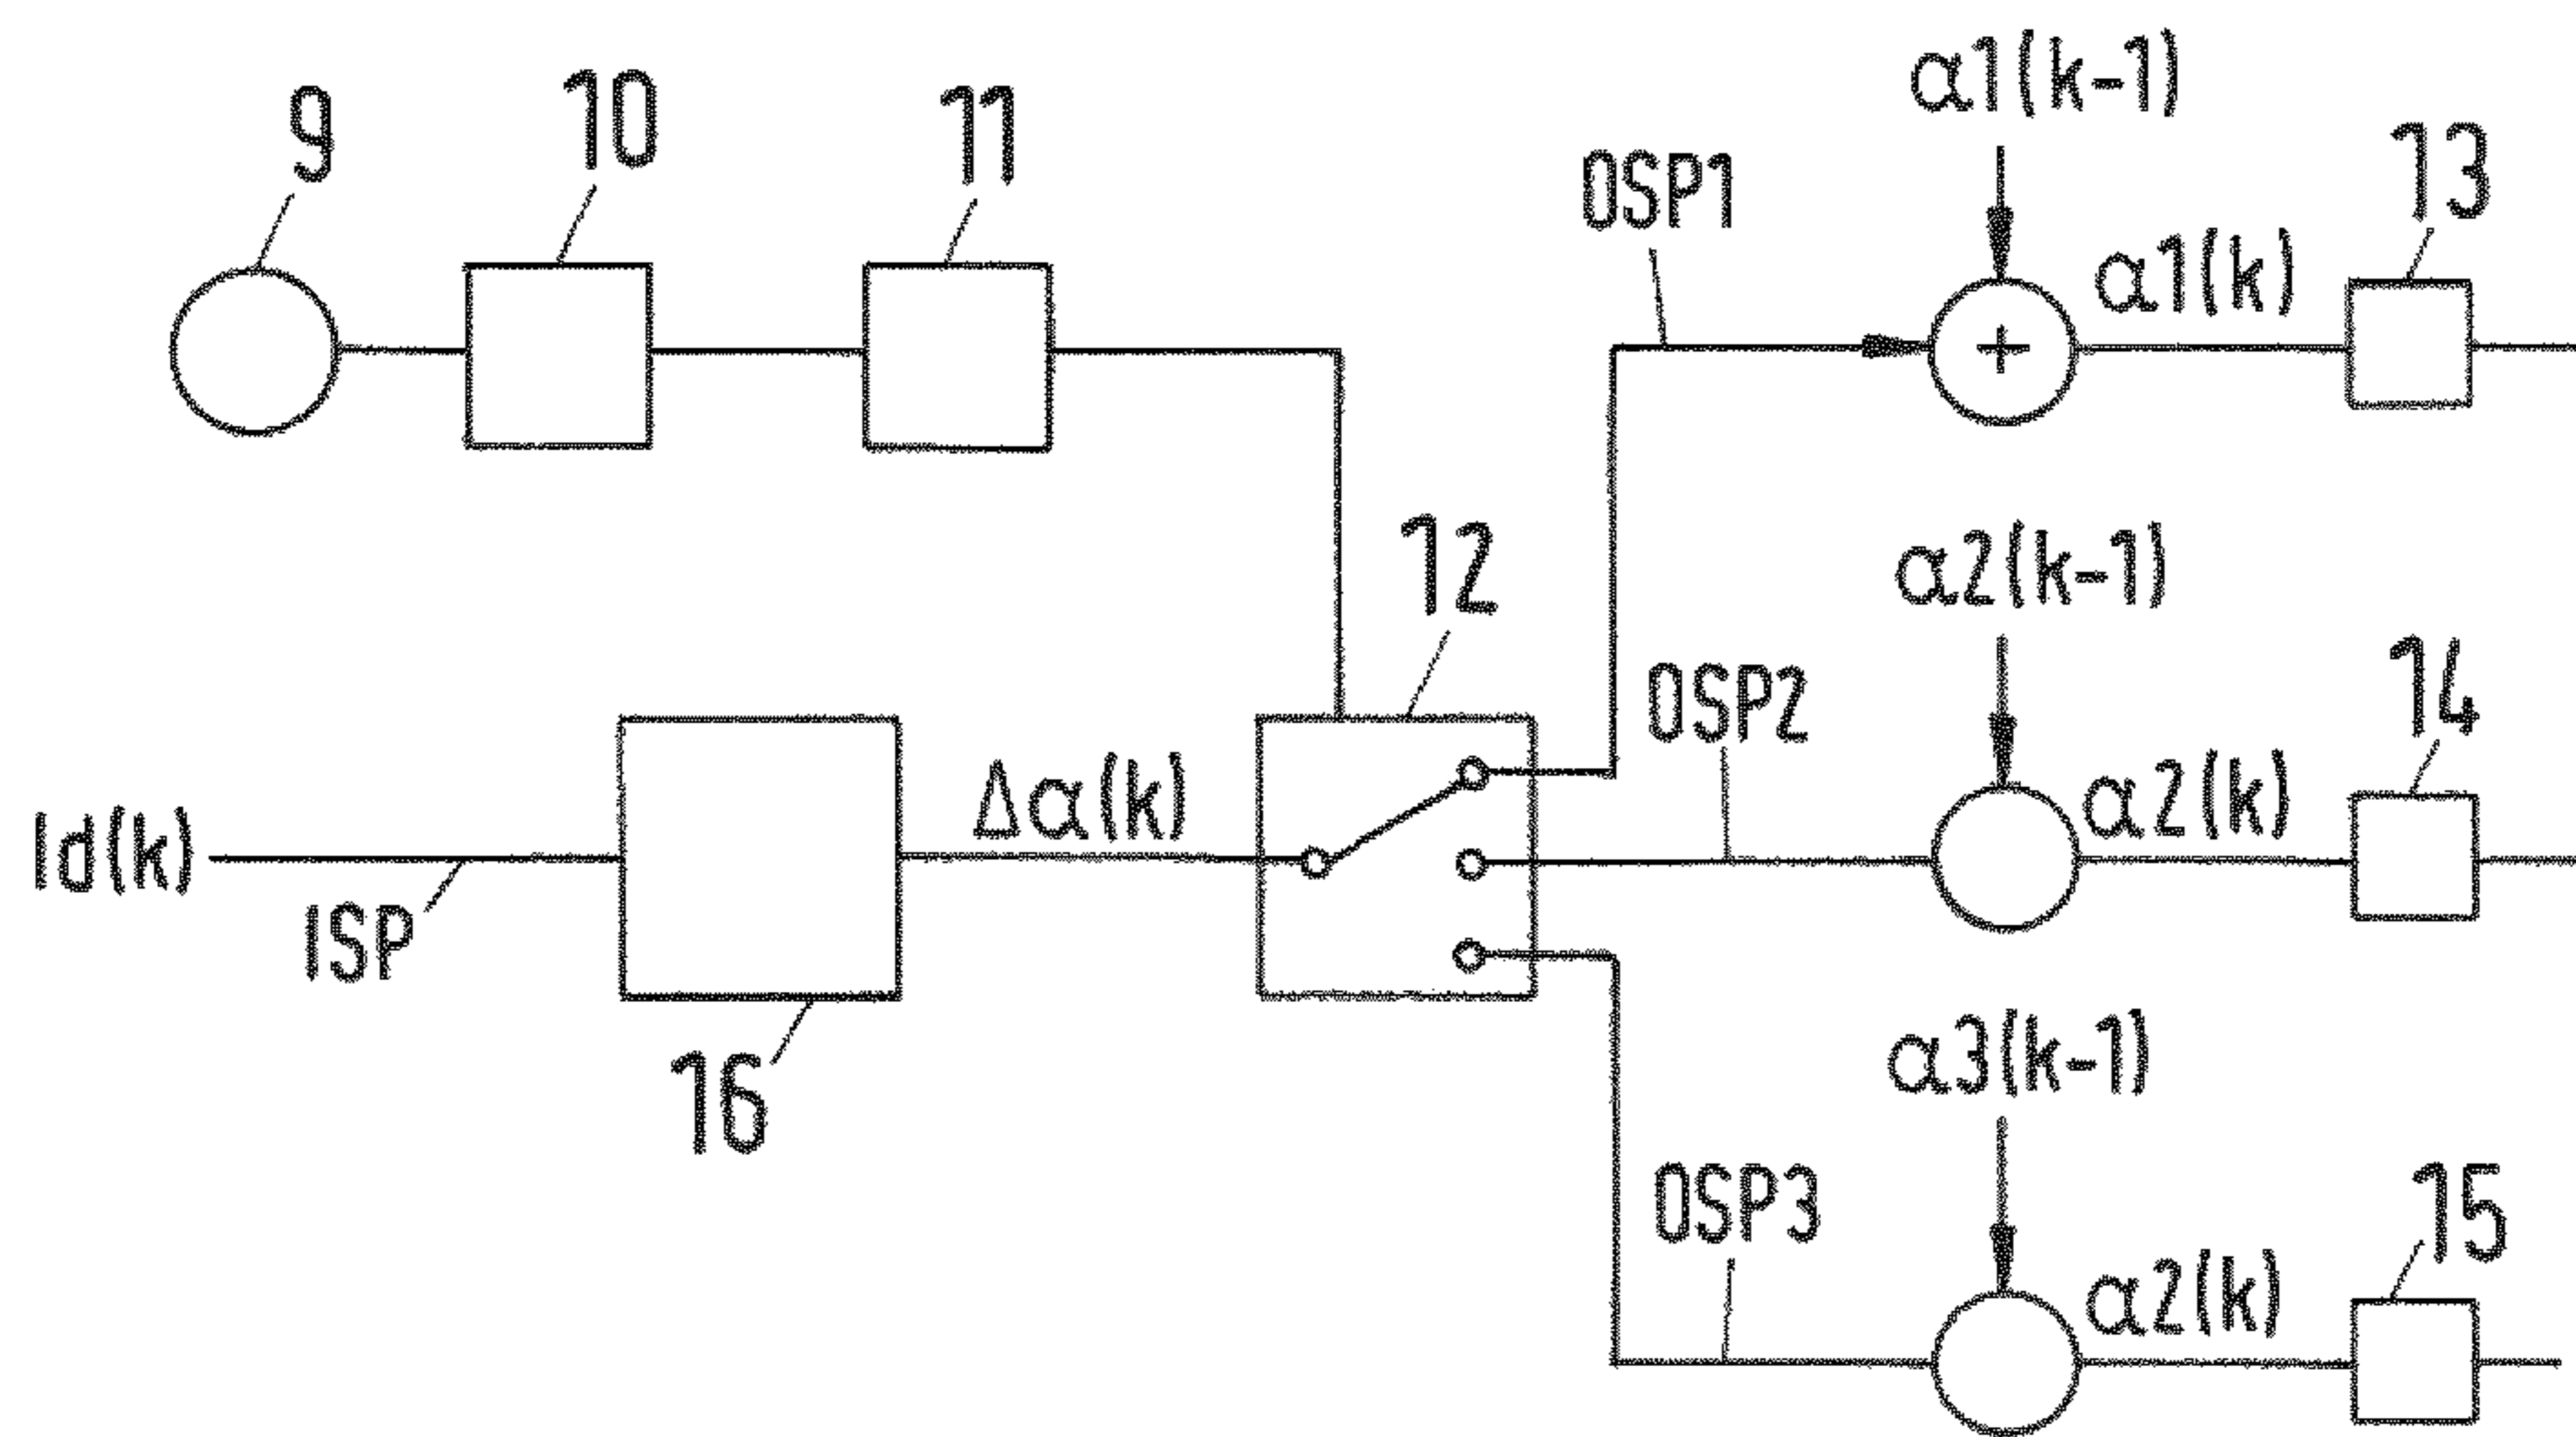 9
10
11
α1(k-1)
OSP1
13
α1(k)
12
α2(k-1)
OSP2
14
Δα(k)
α2(k)
Id(k)
ISP
16
α3(k-1)
OSP3
15
α2(k)
+